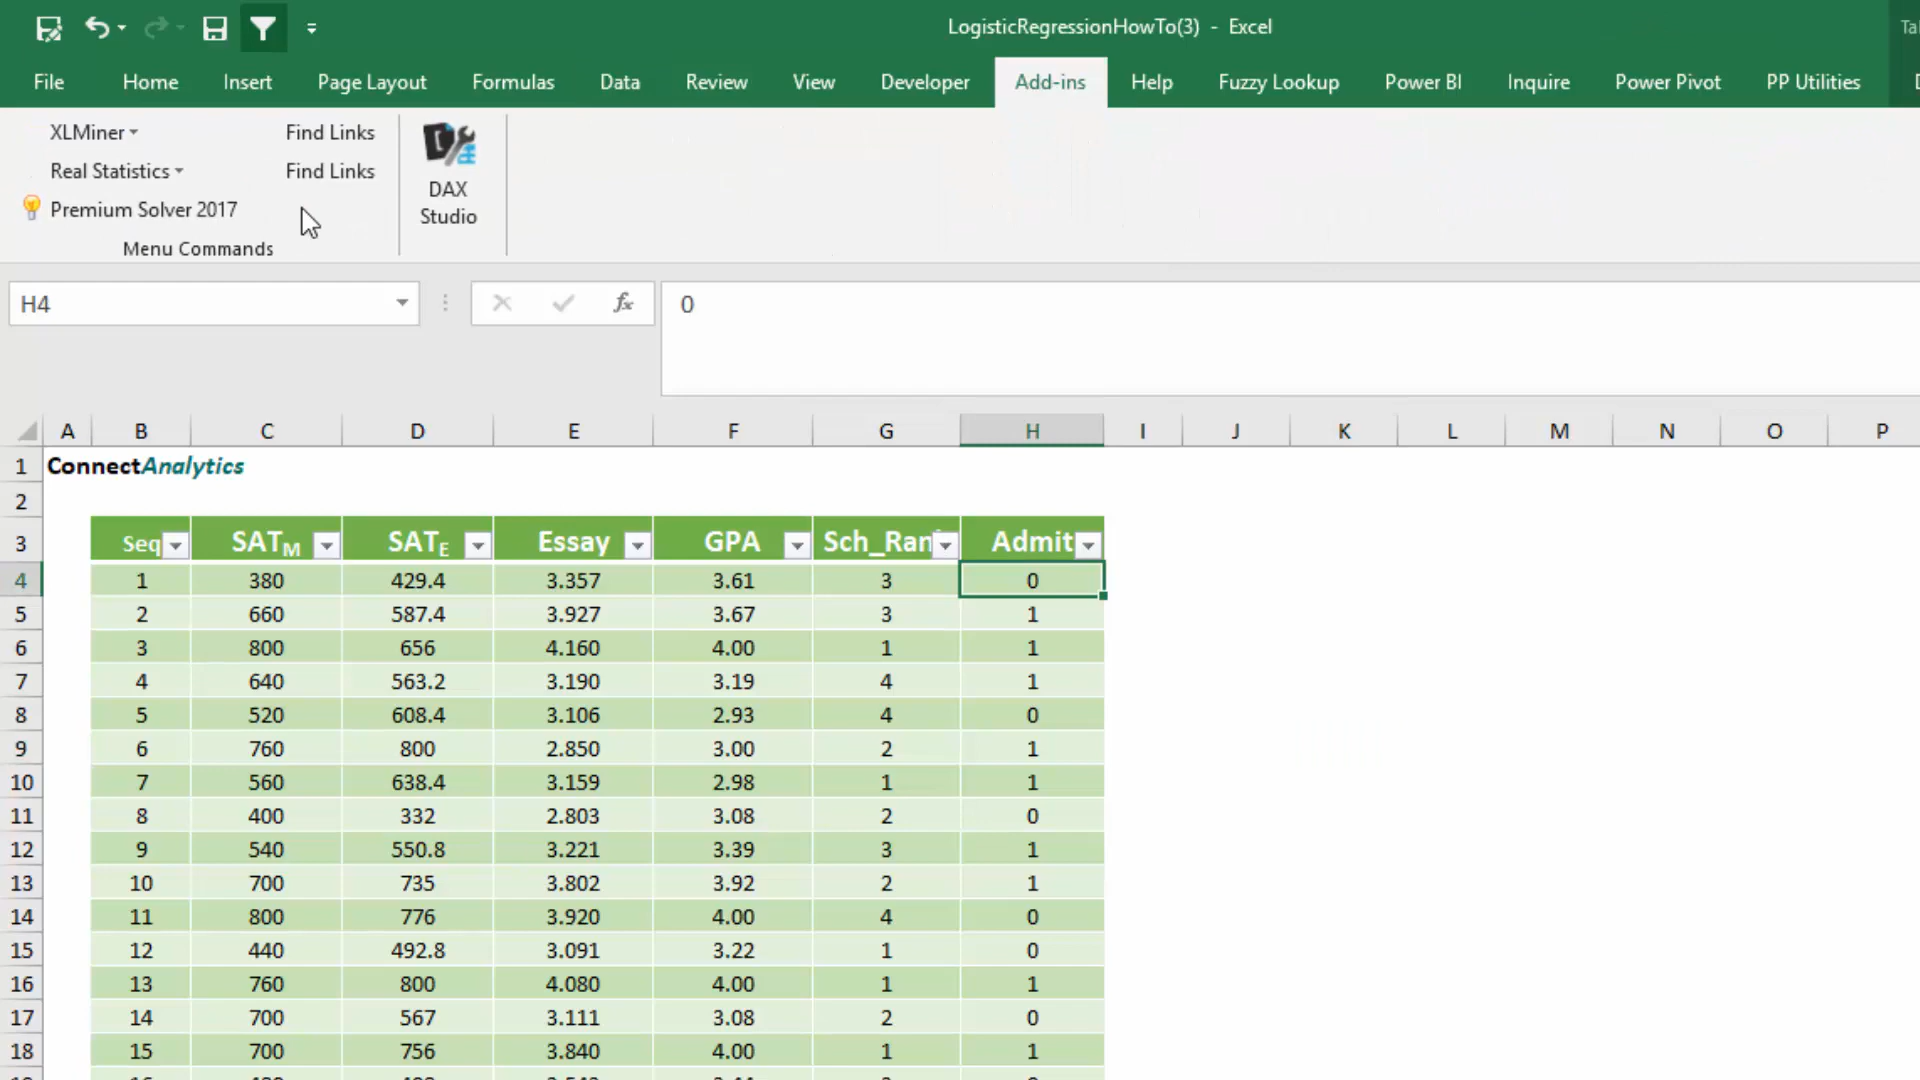 LogisticRegressionHowTo(3) - Excel
File Home Insert Page Layout Formulas Data Review View Developer Add-ins Help Fuzzy Lookup Power BI Inquire Power Pivot PP Utilities
XLMiner Find Links
Real Statistics Find Links
Premium Solver 2017
DAX
Studio
Menu Commands
H4 fx 0
A B C D E F G H I J K L M N O P
1 ConnectAnalytics
2
3 Seq SATM SATE Essay GPA Sch_Ran Admit
4 1 380 429.4 3.357 3.61 3 0
5 2 660 587.4 3.927 3.67 3 1
6 3 800 656 4.160 4.00 1 1
7 4 640 563.2 3.190 3.19 4 1
8 5 520 608.4 3.106 2.93 4 0
9 6 760 800 2.850 3.00 2 1
10 7 560 638.4 3.159 2.98 1 1
11 8 400 332 2.803 3.08 2 0
12 9 540 550.8 3.221 3.39 3 1
13 10 700 735 3.802 3.92 2 1
14 11 800 776 3.920 4.00 4 0
15 12 440 492.8 3.091 3.22 1 0
16 13 760 800 4.080 4.00 1 1
17 14 700 567 3.111 3.08 2 0
18 15 700 756 3.840 4.00 1 1